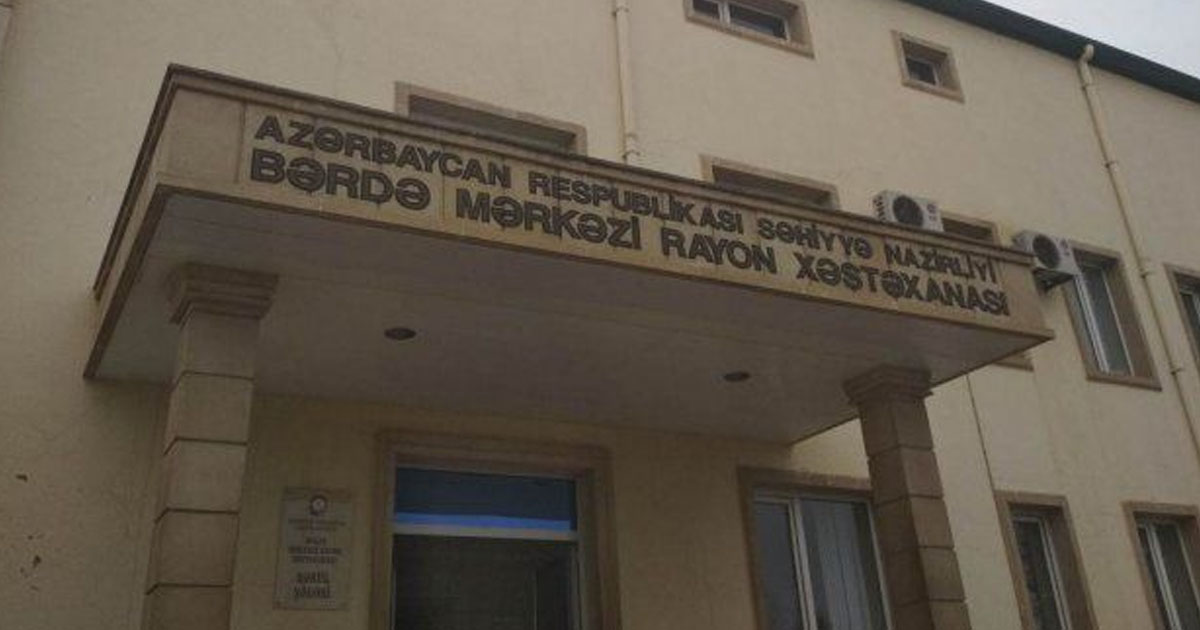 AZƏRBAYCAN RESPUBLİKASI SƏHİYYƏ NAZİRLİYİ
BƏRDƏ MƏRKƏZİ RAYON XƏSTƏXANASI